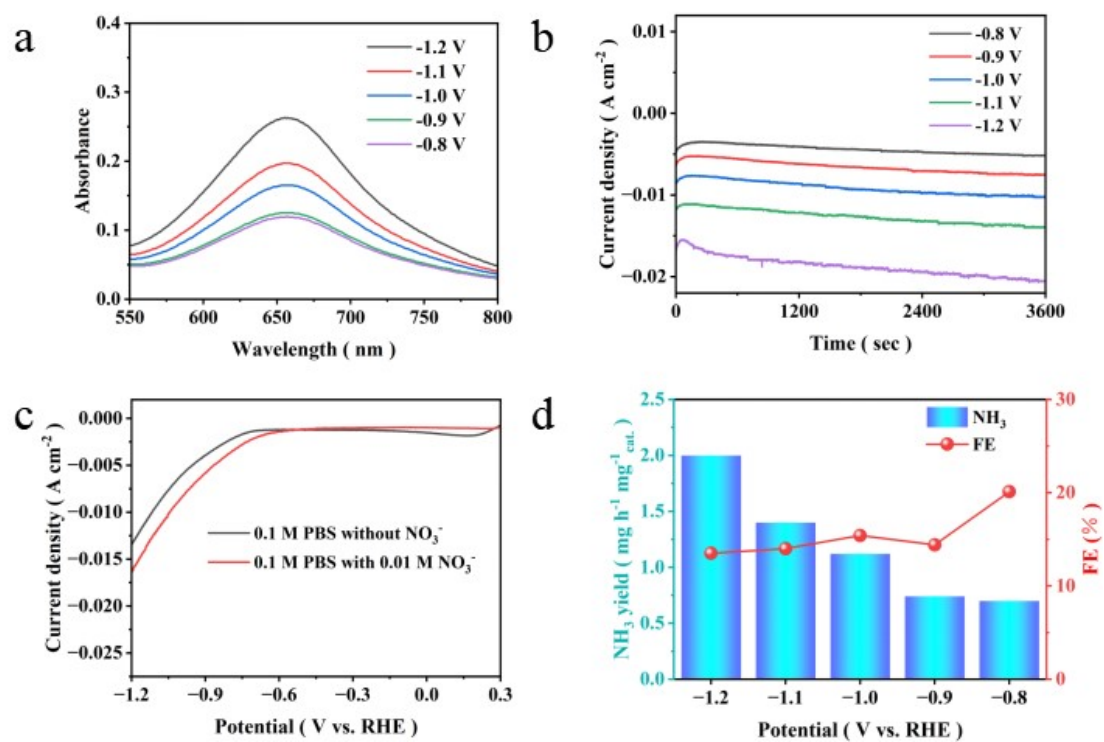 a
0.4
0.3
0.2
0.1
0.0
Absorbance
550 600 650 700 750 800
Wavelength ( nm )
-1.2 V
-1.1 V
-1.0 V
-0.9 V
-0.8 V
b
0.01
0.00
−0.01
−0.02
Current density ( A cm⁻² )
0 1200 2400 3600
Time ( sec )
-0.8 V
-0.9 V
-1.0 V
-1.1 V
-1.2 V
c
0.000
−0.005
−0.010
−0.015
−0.020
−0.025
Current density ( A cm⁻² )
0.1 M PBS without NO₃⁻
0.1 M PBS with 0.01 M NO₃⁻
−1.2 −0.9 −0.6 −0.3 0.0 0.3
Potential ( V vs. RHE )
d
2.5
2.0
1.5
1.0
0.5
0.0
NH₃ yield ( mg h⁻¹ mg⁻¹cat. )
NH₃
FE
30
20
10
0
FE ( % )
−1.2 −1.1 −1.0 −0.9 −0.8
Potential ( V vs. RHE )